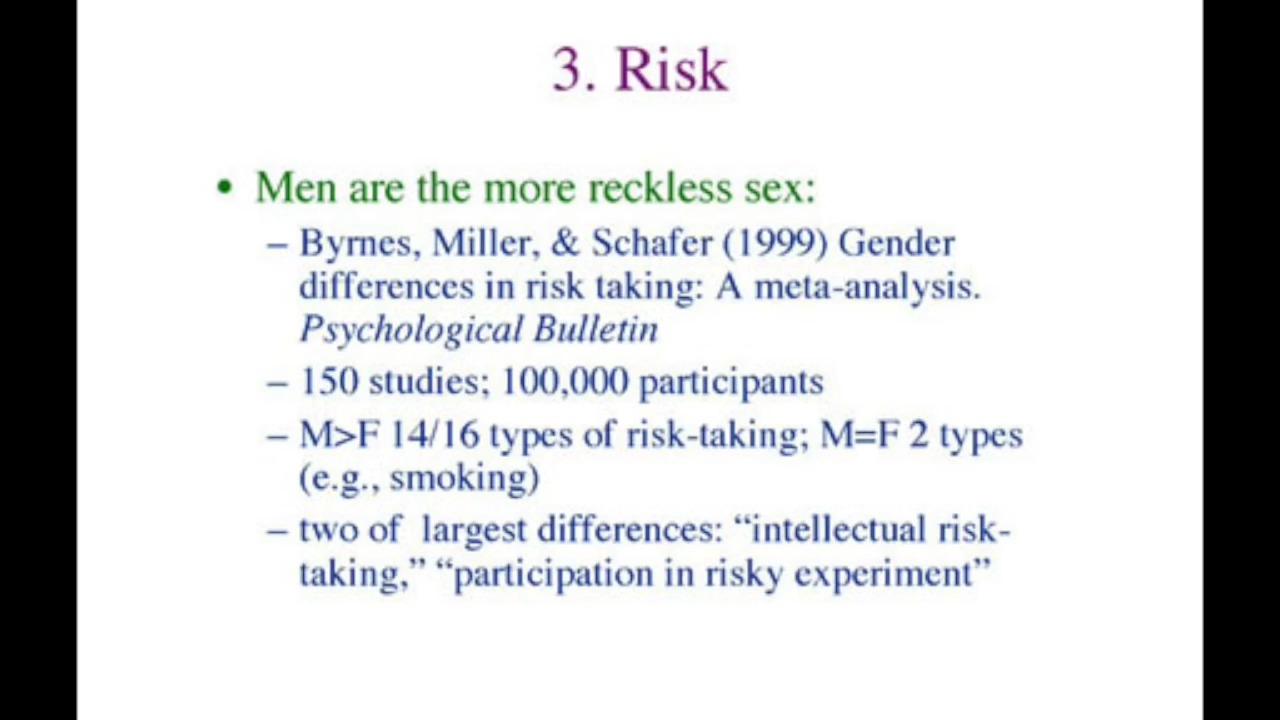 3. Risk
• Men are the more reckless sex:
– Byrnes, Miller, & Schafer (1999) Gender
differences in risk taking: A meta-analysis.
Psychological Bulletin
– 150 studies; 100,000 participants
– M>F 14/16 types of risk-taking; M=F 2 types
(e.g., smoking)
– two of largest differences: “intellectual risk-
taking,” “participation in risky experiment”